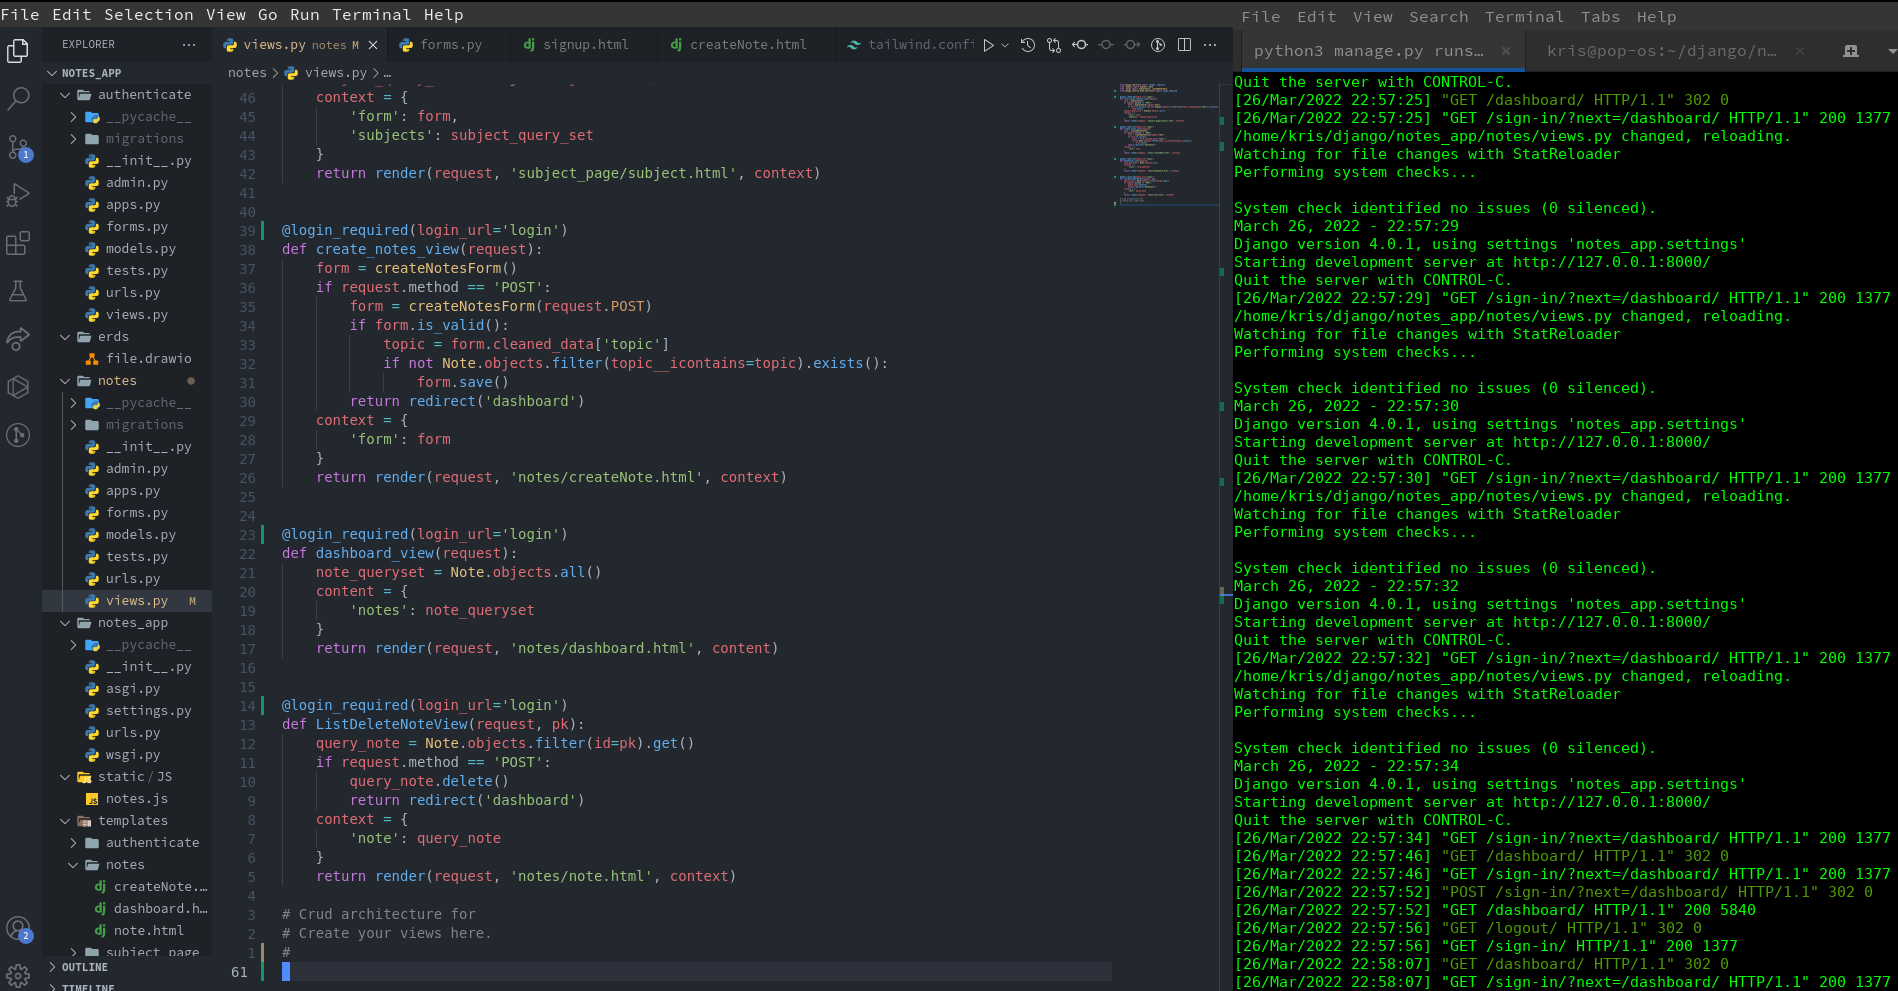 File Edit Selection View Go Run Terminal Help
EXPLORER ...
NOTES_APP
authenticate
__pycache__
migrations
__init__.py
admin.py
apps.py
forms.py
models.py
tests.py
urls.py
views.py
erds
file.drawio
notes
__pycache__
migrations
__init__.py
admin.py
apps.py
forms.py
models.py
tests.py
urls.py
views.py M
notes_app
__pycache__
__init__.py
asgi.py
settings.py
urls.py
wsgi.py
static/JS
notes.js
templates
authenticate
notes
createNote....
dashboard.h...
note.html
subject_page
OUTLINE
TIMELINE
1
2
views.py notes M
forms.py
signup.html
createNote.html
tailwind.confi
notes > views.py > ...
46 context = {
45 'form': form,
44 'subjects': subject_query_set
43 }
42 return render(request, 'subject_page/subject.html', context)
41
40
39 @login_required(login_url='login')
38 def create_notes_view(request):
37 form = createNotesForm()
36 if request.method == 'POST':
35 form = createNotesForm(request.POST)
34 if form.is_valid():
33 topic = form.cleaned_data['topic']
32 if not Note.objects.filter(topic__icontains=topic).exists():
31 form.save()
30 return redirect('dashboard')
29 context = {
28 'form': form
27 }
26 return render(request, 'notes/createNote.html', context)
25
24
23 @login_required(login_url='login')
22 def dashboard_view(request):
21 note_queryset = Note.objects.all()
20 content = {
19 'notes': note_queryset
18 }
17 return render(request, 'notes/dashboard.html', content)
16
15
14 @login_required(login_url='login')
13 def ListDeleteNoteView(request, pk):
12 query_note = Note.objects.filter(id=pk).get()
11 if request.method == 'POST':
10 query_note.delete()
9 return redirect('dashboard')
8 context = {
7 'note': query_note
6 }
5 return render(request, 'notes/note.html', context)
4
3 # Crud architecture for
2 # Create your views here.
1 #
61
File Edit View Search Terminal Tabs Help
python3 manage.py runs... ×
kris@pop-os:~/django/n... ×
Quit the server with CONTROL-C.
[26/Mar/2022 22:57:25] "GET /dashboard/ HTTP/1.1" 302 0
[26/Mar/2022 22:57:25] "GET /sign-in/?next=/dashboard/ HTTP/1.1" 200 1377
/home/kris/django/notes_app/notes/views.py changed, reloading.
Watching for file changes with StatReloader
Performing system checks...
System check identified no issues (0 silenced).
March 26, 2022 - 22:57:29
Django version 4.0.1, using settings 'notes_app.settings'
Starting development server at http://127.0.0.1:8000/
Quit the server with CONTROL-C.
[26/Mar/2022 22:57:29] "GET /sign-in/?next=/dashboard/ HTTP/1.1" 200 1377
/home/kris/django/notes_app/notes/views.py changed, reloading.
Watching for file changes with StatReloader
Performing system checks...
System check identified no issues (0 silenced).
March 26, 2022 - 22:57:30
Django version 4.0.1, using settings 'notes_app.settings'
Starting development server at http://127.0.0.1:8000/
Quit the server with CONTROL-C.
[26/Mar/2022 22:57:30] "GET /sign-in/?next=/dashboard/ HTTP/1.1" 200 1377
/home/kris/django/notes_app/notes/views.py changed, reloading.
Watching for file changes with StatReloader
Performing system checks...
System check identified no issues (0 silenced).
March 26, 2022 - 22:57:32
Django version 4.0.1, using settings 'notes_app.settings'
Starting development server at http://127.0.0.1:8000/
Quit the server with CONTROL-C.
[26/Mar/2022 22:57:32] "GET /sign-in/?next=/dashboard/ HTTP/1.1" 200 1377
/home/kris/django/notes_app/notes/views.py changed, reloading.
Watching for file changes with StatReloader
Performing system checks...
System check identified no issues (0 silenced).
March 26, 2022 - 22:57:34
Django version 4.0.1, using settings 'notes_app.settings'
Starting development server at http://127.0.0.1:8000/
Quit the server with CONTROL-C.
[26/Mar/2022 22:57:34] "GET /sign-in/?next=/dashboard/ HTTP/1.1" 200 1377
[26/Mar/2022 22:57:46] "GET /dashboard/ HTTP/1.1" 302 0
[26/Mar/2022 22:57:46] "GET /sign-in/?next=/dashboard/ HTTP/1.1" 200 1377
[26/Mar/2022 22:57:52] "POST /sign-in/?next=/dashboard/ HTTP/1.1" 302 0
[26/Mar/2022 22:57:52] "GET /dashboard/ HTTP/1.1" 200 5840
[26/Mar/2022 22:57:56] "GET /logout/ HTTP/1.1" 302 0
[26/Mar/2022 22:57:56] "GET /sign-in/ HTTP/1.1" 200 1377
[26/Mar/2022 22:58:07] "GET /dashboard/ HTTP/1.1" 302 0
[26/Mar/2022 22:58:07] "GET /sign-in/?next=/dashboard/ HTTP/1.1" 200 1377